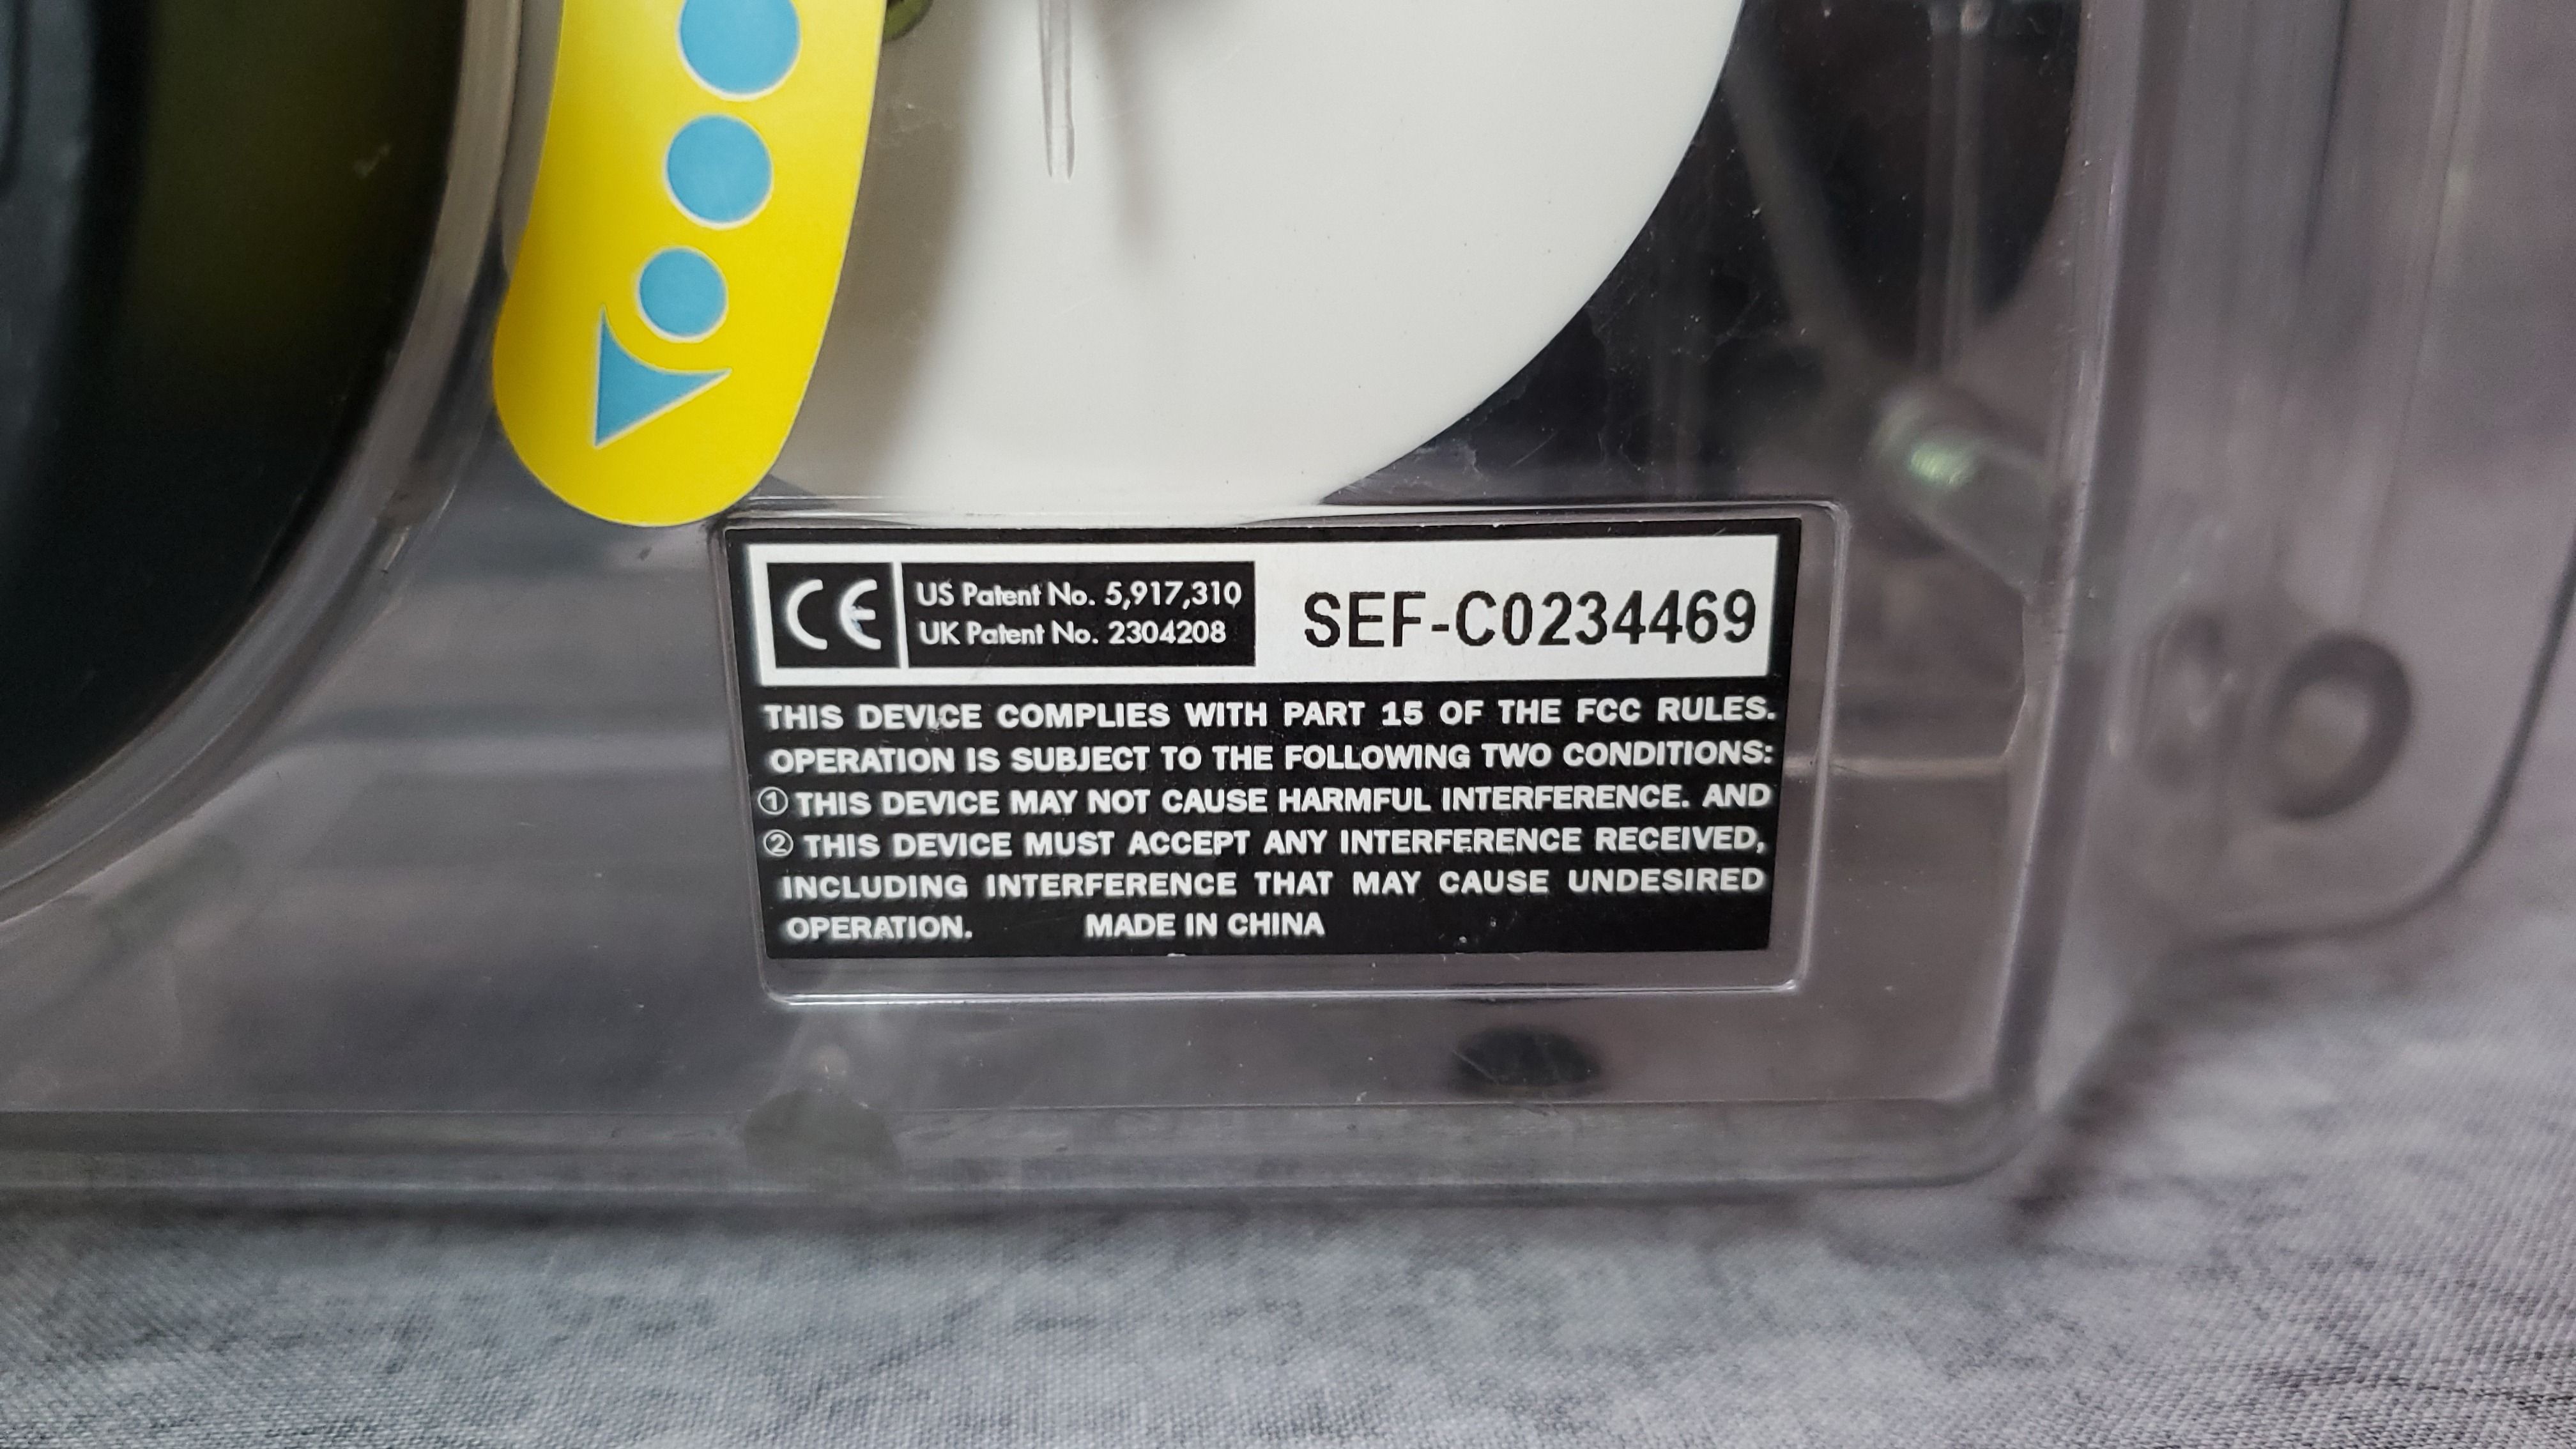 CE
US Patent No. 5,917,310
UK Patent No. 2304208
SEF-C0234469
THIS DEVICE COMPLIES WITH PART 15 OF THE FCC RULES.
OPERATION IS SUBJECT TO THE FOLLOWING TWO CONDITIONS:
① THIS DEVICE MAY NOT CAUSE HARMFUL INTERFERENCE. AND
② THIS DEVICE MUST ACCEPT ANY INTERFERENCE RECEIVED,
INCLUDING INTERFERENCE THAT MAY CAUSE UNDESIRED
OPERATION. MADE IN CHINA